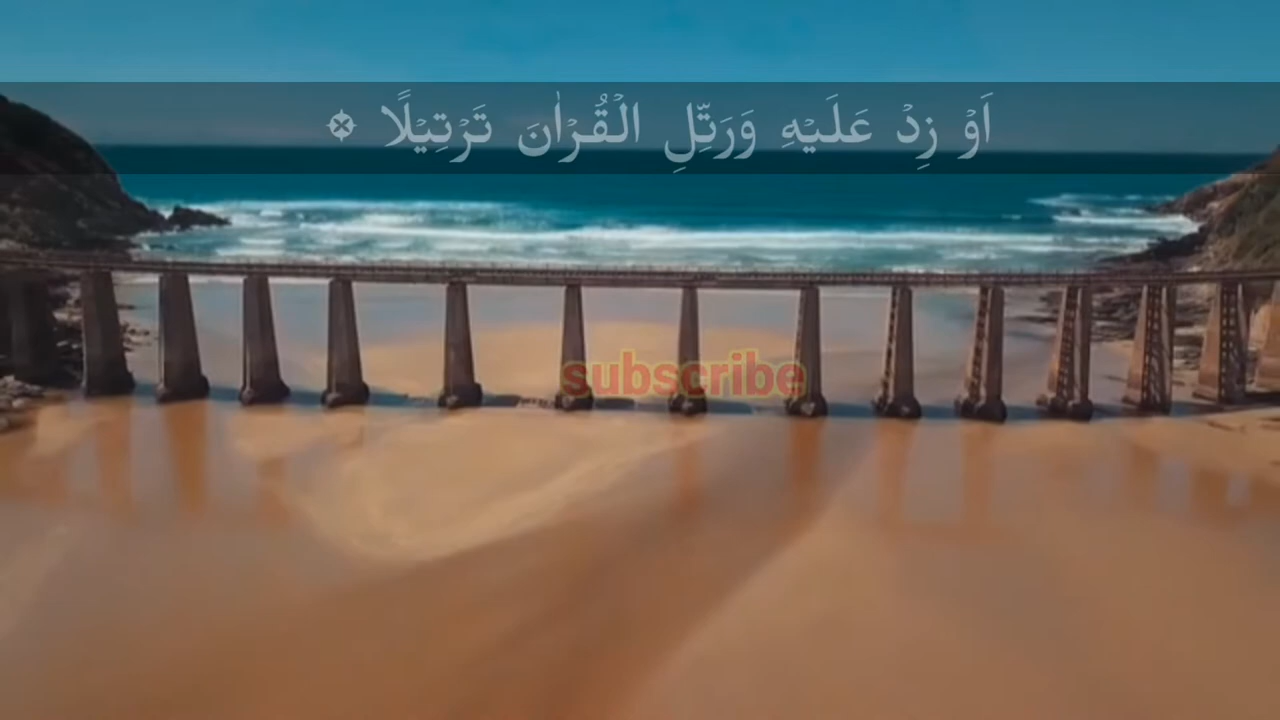 اَوۡ زِدۡ عَلَيۡهِ وَرَتِّلِ الۡقُرۡاٰنَ تَرۡتِيۡلًا
subscribe